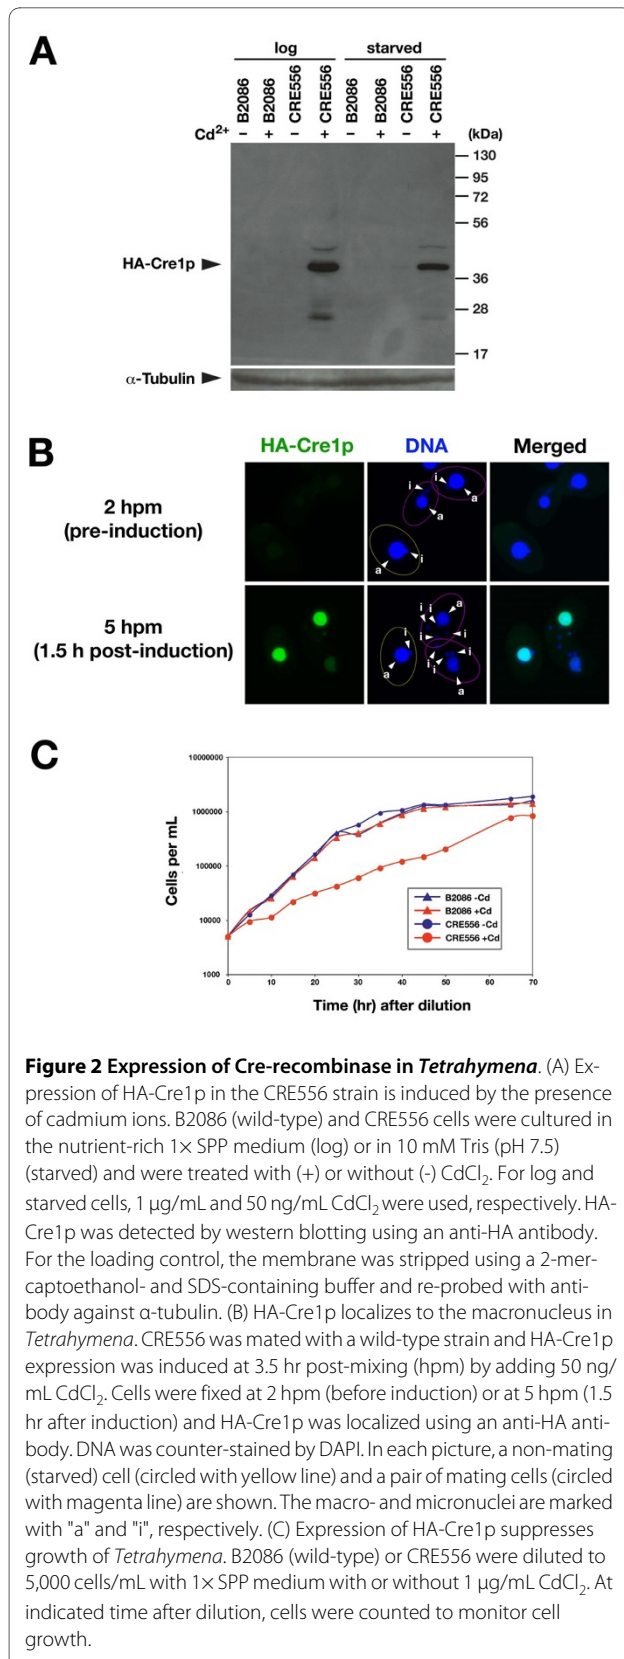 A
log starved
B2086 B2086 CRE556 CRE556 B2086 B2086 CRE556 CRE556
Cd2+ – + – + – + – + (kDa)
130
95
72
56
HA-Cre1p
36
28
17
α-Tubulin
B
HA-Cre1p DNA Merged
2 hpm
(pre-induction)
i i a a a i
5 hpm
(1.5 h post-induction)
i i a i i a i i i a
C
Cells per mL
10000000
1000000
100000
10000
1000
0 10 20 30 40 50 60 70
B2086 -Cd
B2086 +Cd
CRE556 -Cd
CRE556 +Cd
Time (hr) after dilution
Figure 2 Expression of Cre-recombinase in Tetrahymena. (A) Ex-
pression of HA-Cre1p in the CRE556 strain is induced by the presence
of cadmium ions. B2086 (wild-type) and CRE556 cells were cultured in
the nutrient-rich 1× SPP medium (log) or in 10 mM Tris (pH 7.5)
(starved) and were treated with (+) or without (-) CdCl2. For log and
starved cells, 1 μg/mL and 50 ng/mL CdCl2 were used, respectively. HA-
Cre1p was detected by western blotting using an anti-HA antibody.
For the loading control, the membrane was stripped using a 2-mer-
captoethanol- and SDS-containing buffer and re-probed with anti-
body against α-tubulin. (B) HA-Cre1p localizes to the macronucleus in
Tetrahymena. CRE556 was mated with a wild-type strain and HA-Cre1p
expression was induced at 3.5 hr post-mixing (hpm) by adding 50 ng/
mL CdCl2. Cells were fixed at 2 hpm (before induction) or at 5 hpm (1.5
hr after induction) and HA-Cre1p was localized using an anti-HA anti-
body. DNA was counter-stained by DAPI. In each picture, a non-mating
(starved) cell (circled with yellow line) and a pair of mating cells (circled
with magenta line) are shown. The macro- and micronuclei are marked
with "a" and "i", respectively. (C) Expression of HA-Cre1p suppresses
growth of Tetrahymena. B2086 (wild-type) or CRE556 were diluted to
5,000 cells/mL with 1× SPP medium with or without 1 μg/mL CdCl2. At
indicated time after dilution, cells were counted to monitor cell
growth.